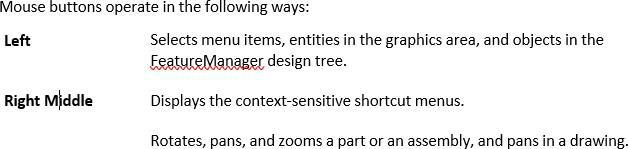 Mouse buttons operate in the following ways:
Left Selects menu items, entities in the graphics area, and objects in the
FeatureManager design tree.
Right Middle Displays the context-sensitive shortcut menus.
Rotates, pans, and zooms a part or an assembly, and pans in a drawing.